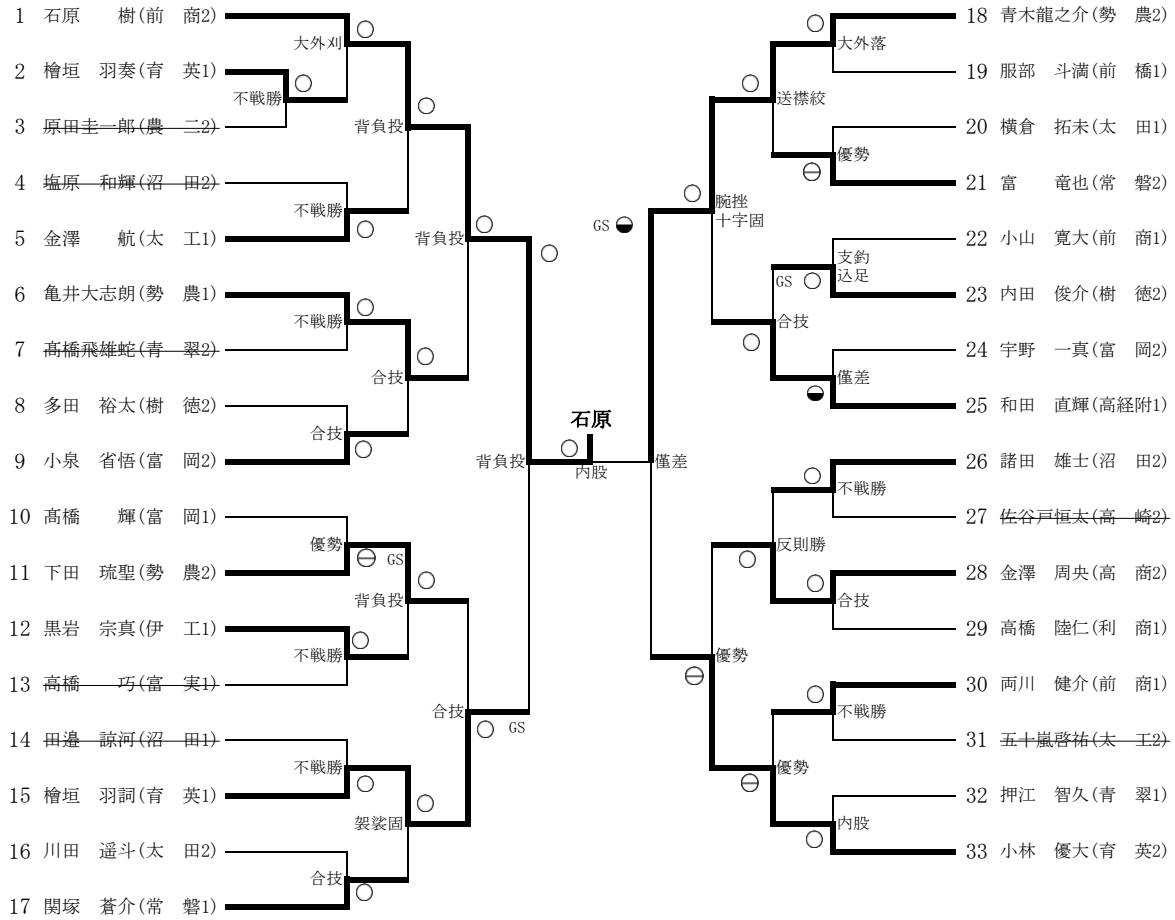 1 石原　　樹(前　商2)
2 檜垣　羽奏(育　英1)
3 原田圭一郎(農　二2)
4 塩原　和輝(沼　田2)
5 金澤　　航(太　工1)
6 亀井大志朗(勢　農1)
7 髙橋飛雄蛇(青　翠2)
8 多田　裕太(樹　徳2)
9 小泉　省悟(富　岡2)
10 髙橋　　輝(富　岡1)
11 下田　琉聖(勢　農2)
12 黒岩　宗真(伊　工1)
13 高橋　　巧(富　実1)
14 田邉　諒河(沼　田1)
15 檜垣　羽詞(育　英1)
16 川田　遥斗(太　田2)
17 関塚　蒼介(常　磐1)
大外刈
不戦勝
不戦勝
不戦勝
合技
優勢
GS
不戦勝
不戦勝
合技
背負投
合技
背負投
袈裟固
背負投
合技
GS
背負投
石原
内股
僅差
GS
腕挫
十字固
優勢
送襟絞
合技
反則勝
優勢
大外落
優勢
支釣
込足
GS
僅差
不戦勝
合技
不戦勝
内股
18 青木龍之介(勢　農2)
19 服部　斗満(前　橋1)
20 横倉　拓未(太　田1)
21 富　　竜也(常　磐2)
22 小山　寛大(前　商1)
23 内田　俊介(樹　徳2)
24 宇野　一真(富　岡2)
25 和田　直輝(高経附1)
26 諸田　雄士(沼　田2)
27 佐谷戸恒太(高　崎2)
28 金澤　周央(高　商2)
29 高橋　陸仁(利　商1)
30 両川　健介(前　商1)
31 五十嵐啓祐(太　工2)
32 押江　智久(青　翠1)
33 小林　優大(育　英2)